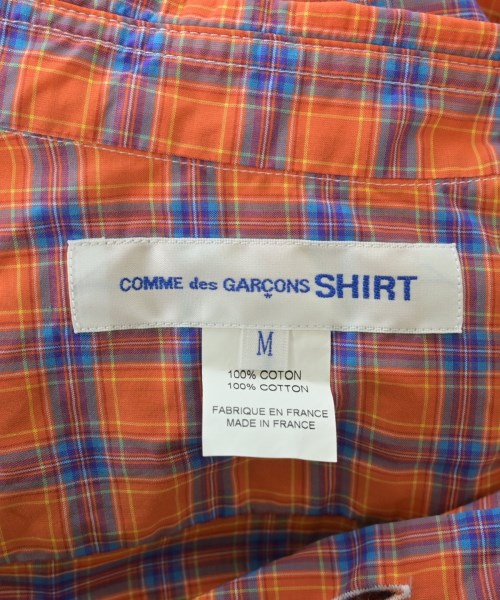 COMME des GARÇONS SHIRT
M
100% COTON
100% COTTON
FABRIQUE EN FRANCE
MADE IN FRANCE